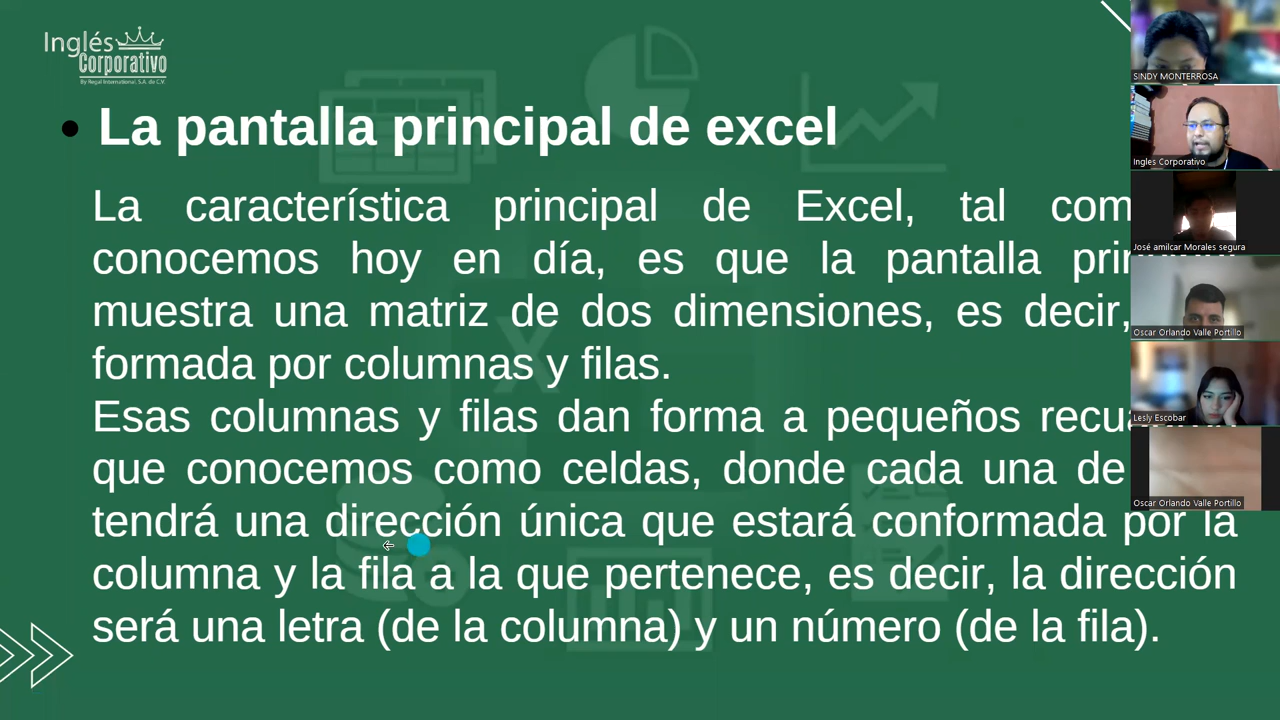 Inglés
Corporativo
By Regal International, S.A. de C.V.
• La pantalla principal de excel
La característica principal de Excel, tal com
conocemos hoy en día, es que la pantalla
muestra una matriz de dos dimensiones, es decir,
formada por columnas y filas.
Esas columnas y filas dan forma a pequeños
que conocemos como celdas, donde cada una de
tendrá una dirección única que estará conformada por la
columna y la fila a la que pertenece, es decir, la dirección
será una letra (de la columna) y un número (de la fila).
SINDY MONTERROSA
Ingles Corporativo
José amilcar Morales segura
Oscar Orlando Valle Portillo
Lesly Escobar
Oscar Orlando Valle Portillo